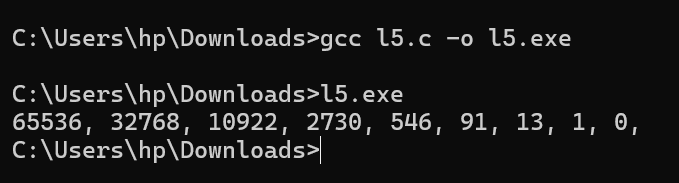 C:\Users\hp\Downloads>gcc l5.c -o l5.exe
C:\Users\hp\Downloads>l5.exe
65536, 32768, 10922, 2730, 546, 91, 13, 1, 0,
C:\Users\hp\Downloads>